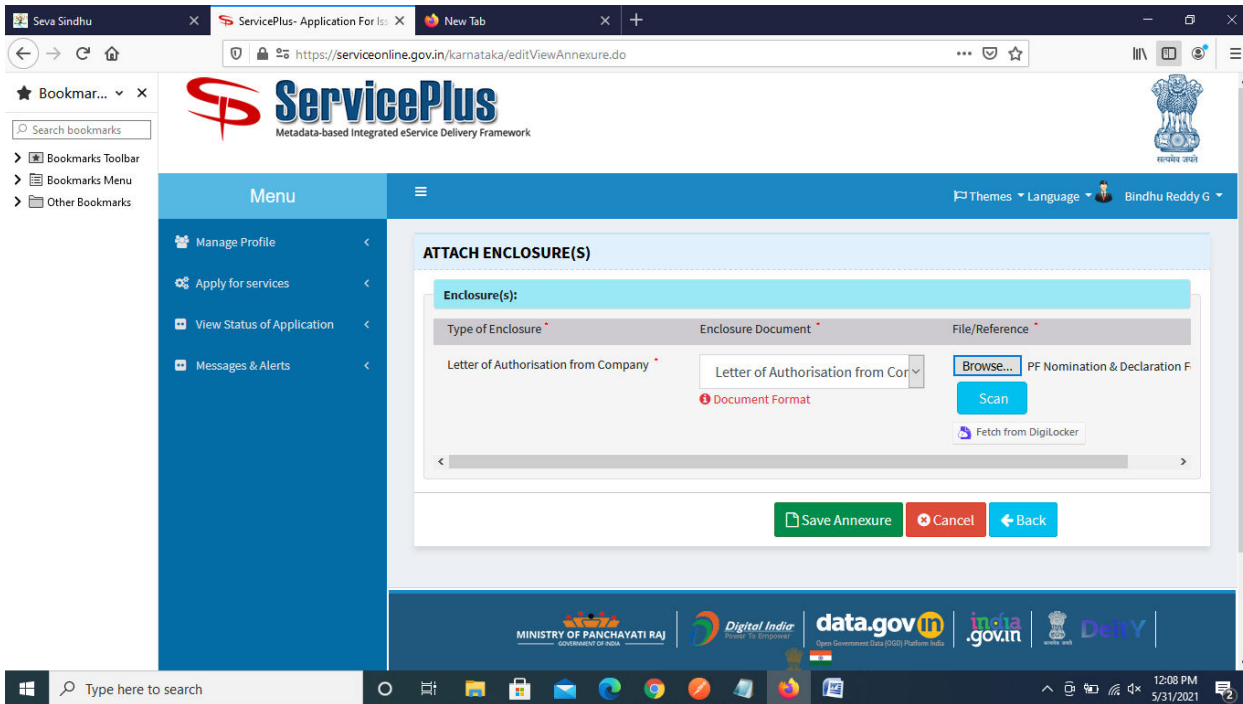 Seva Sindhu
ServicePlus- Application For Iss
New Tab
https://serviceonline.gov.in/karnataka/editViewAnnexure.do
Bookmar...
Search bookmarks
Bookmarks Toolbar
Bookmarks Menu
Other Bookmarks
ServicePlus
Metadata-based Integrated eService Delivery Framework
सत्यमेव जयते
Menu
Themes Language Bindhu Reddy G
Manage Profile
Apply for services
View Status of Application
Messages & Alerts
ATTACH ENCLOSURE(S)
Enclosure(s):
Type of Enclosure * Enclosure Document * File/Reference *
Letter of Authorisation from Company * Letter of Authorisation from Cor Browse... PF Nomination & Declaration F
Document Format
Scan
Fetch from DigiLocker
Save Annexure Cancel Back
MINISTRY OF PANCHAYATI RAJ
GOVERNMENT OF INDIA
Digital India
Power To Empower
data.gov in
Open Government Data (OGD) Platform India
india
.gov.in
DeitY
Type here to search
12:08 PM
5/31/2021
2